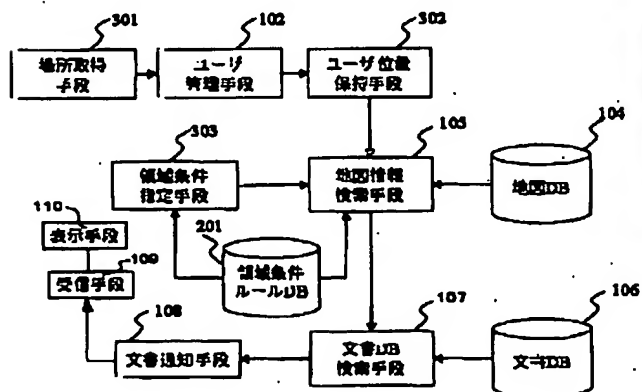 301
102
302
場所取得
手段
ユーザ
管理手段
ユーザ位置
保持手段
303
103
104
領域条件
指定手段
地図情報
検索手段
地図DB
110
表示手段
201
109
受信手段
領域条件
ルールDB
107
106
108
文書通知手段
文書DB
検索手段
文書DB